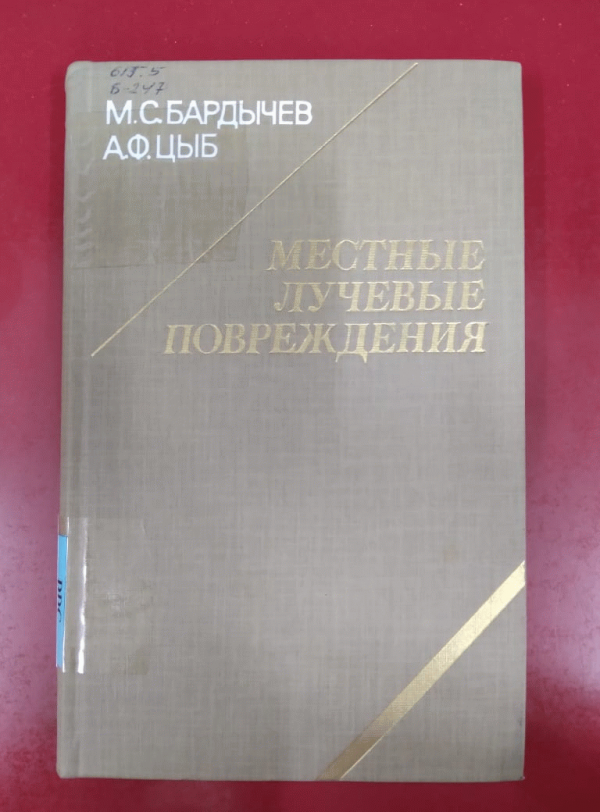 615.5
Б-247
М.С.БАРДЫЧЕВ
А.Ф.ЦЫБ
МЕСТНЫЕ
ЛУЧЕВЫЕ
ПОВРЕЖДЕНИЯ